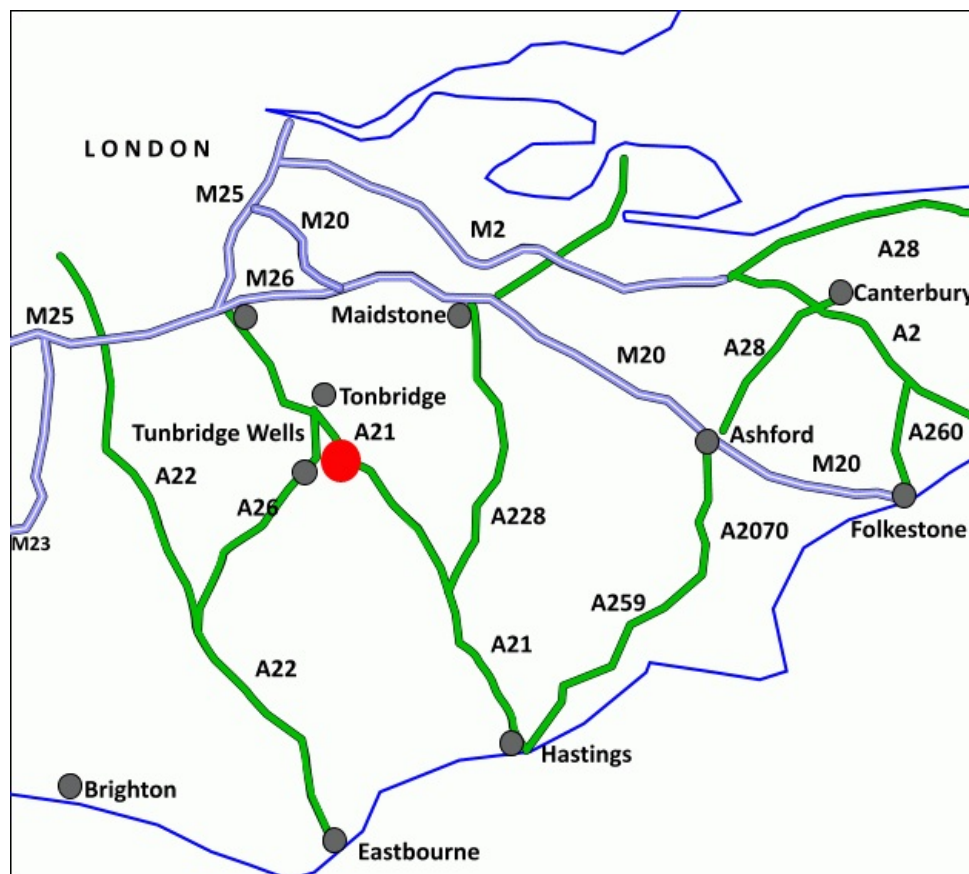 L O N D O N
M25
M20
M2
A28
M26
Canterbury
M25
Maidstone
A2
A28
M20
Tonbridge
Tunbridge Wells
A21
Ashford
A260
A22
M20
A26
A228
A2070
Folkestone
M23
A259
A21
A22
Hastings
Brighton
Eastbourne